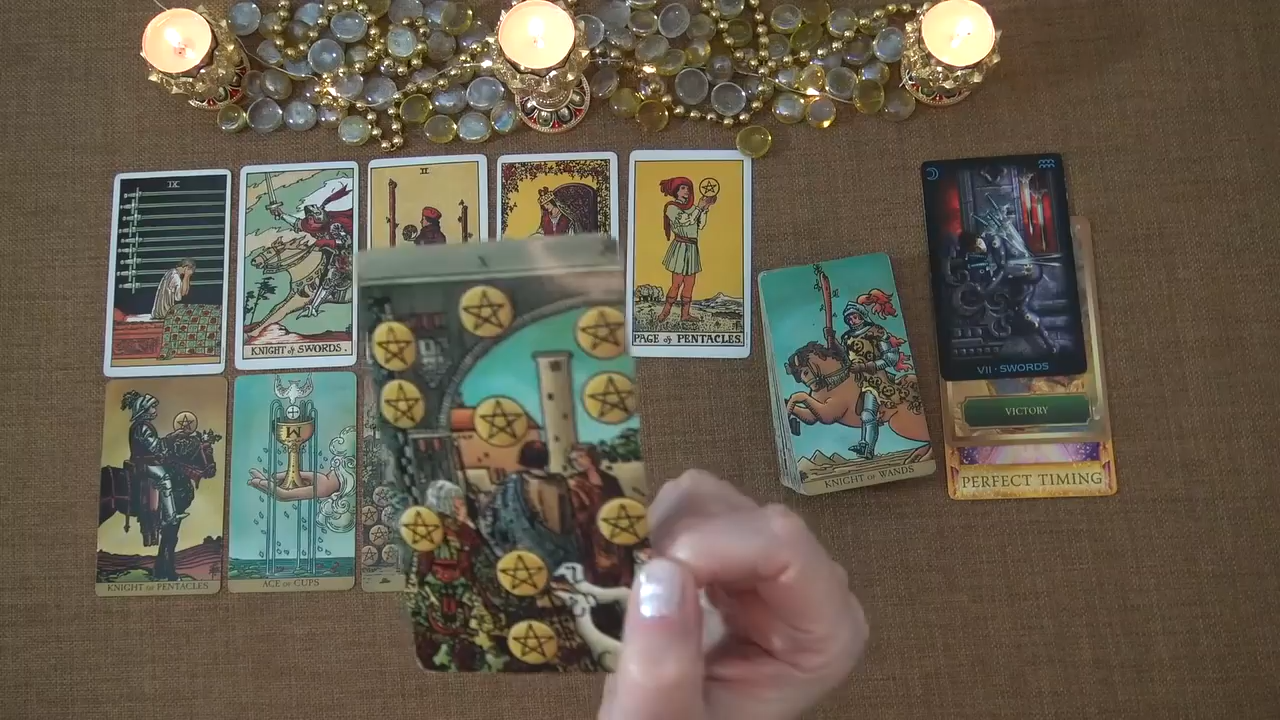 IX
II
KNIGHT of SWORDS.
PAGE of PENTACLES.
X
KNIGHT OF PENTACLES
ACE OF CUPS
KNIGHT OF WANDS
VII · SWORDS
VICTORY
PERFECT TIMING